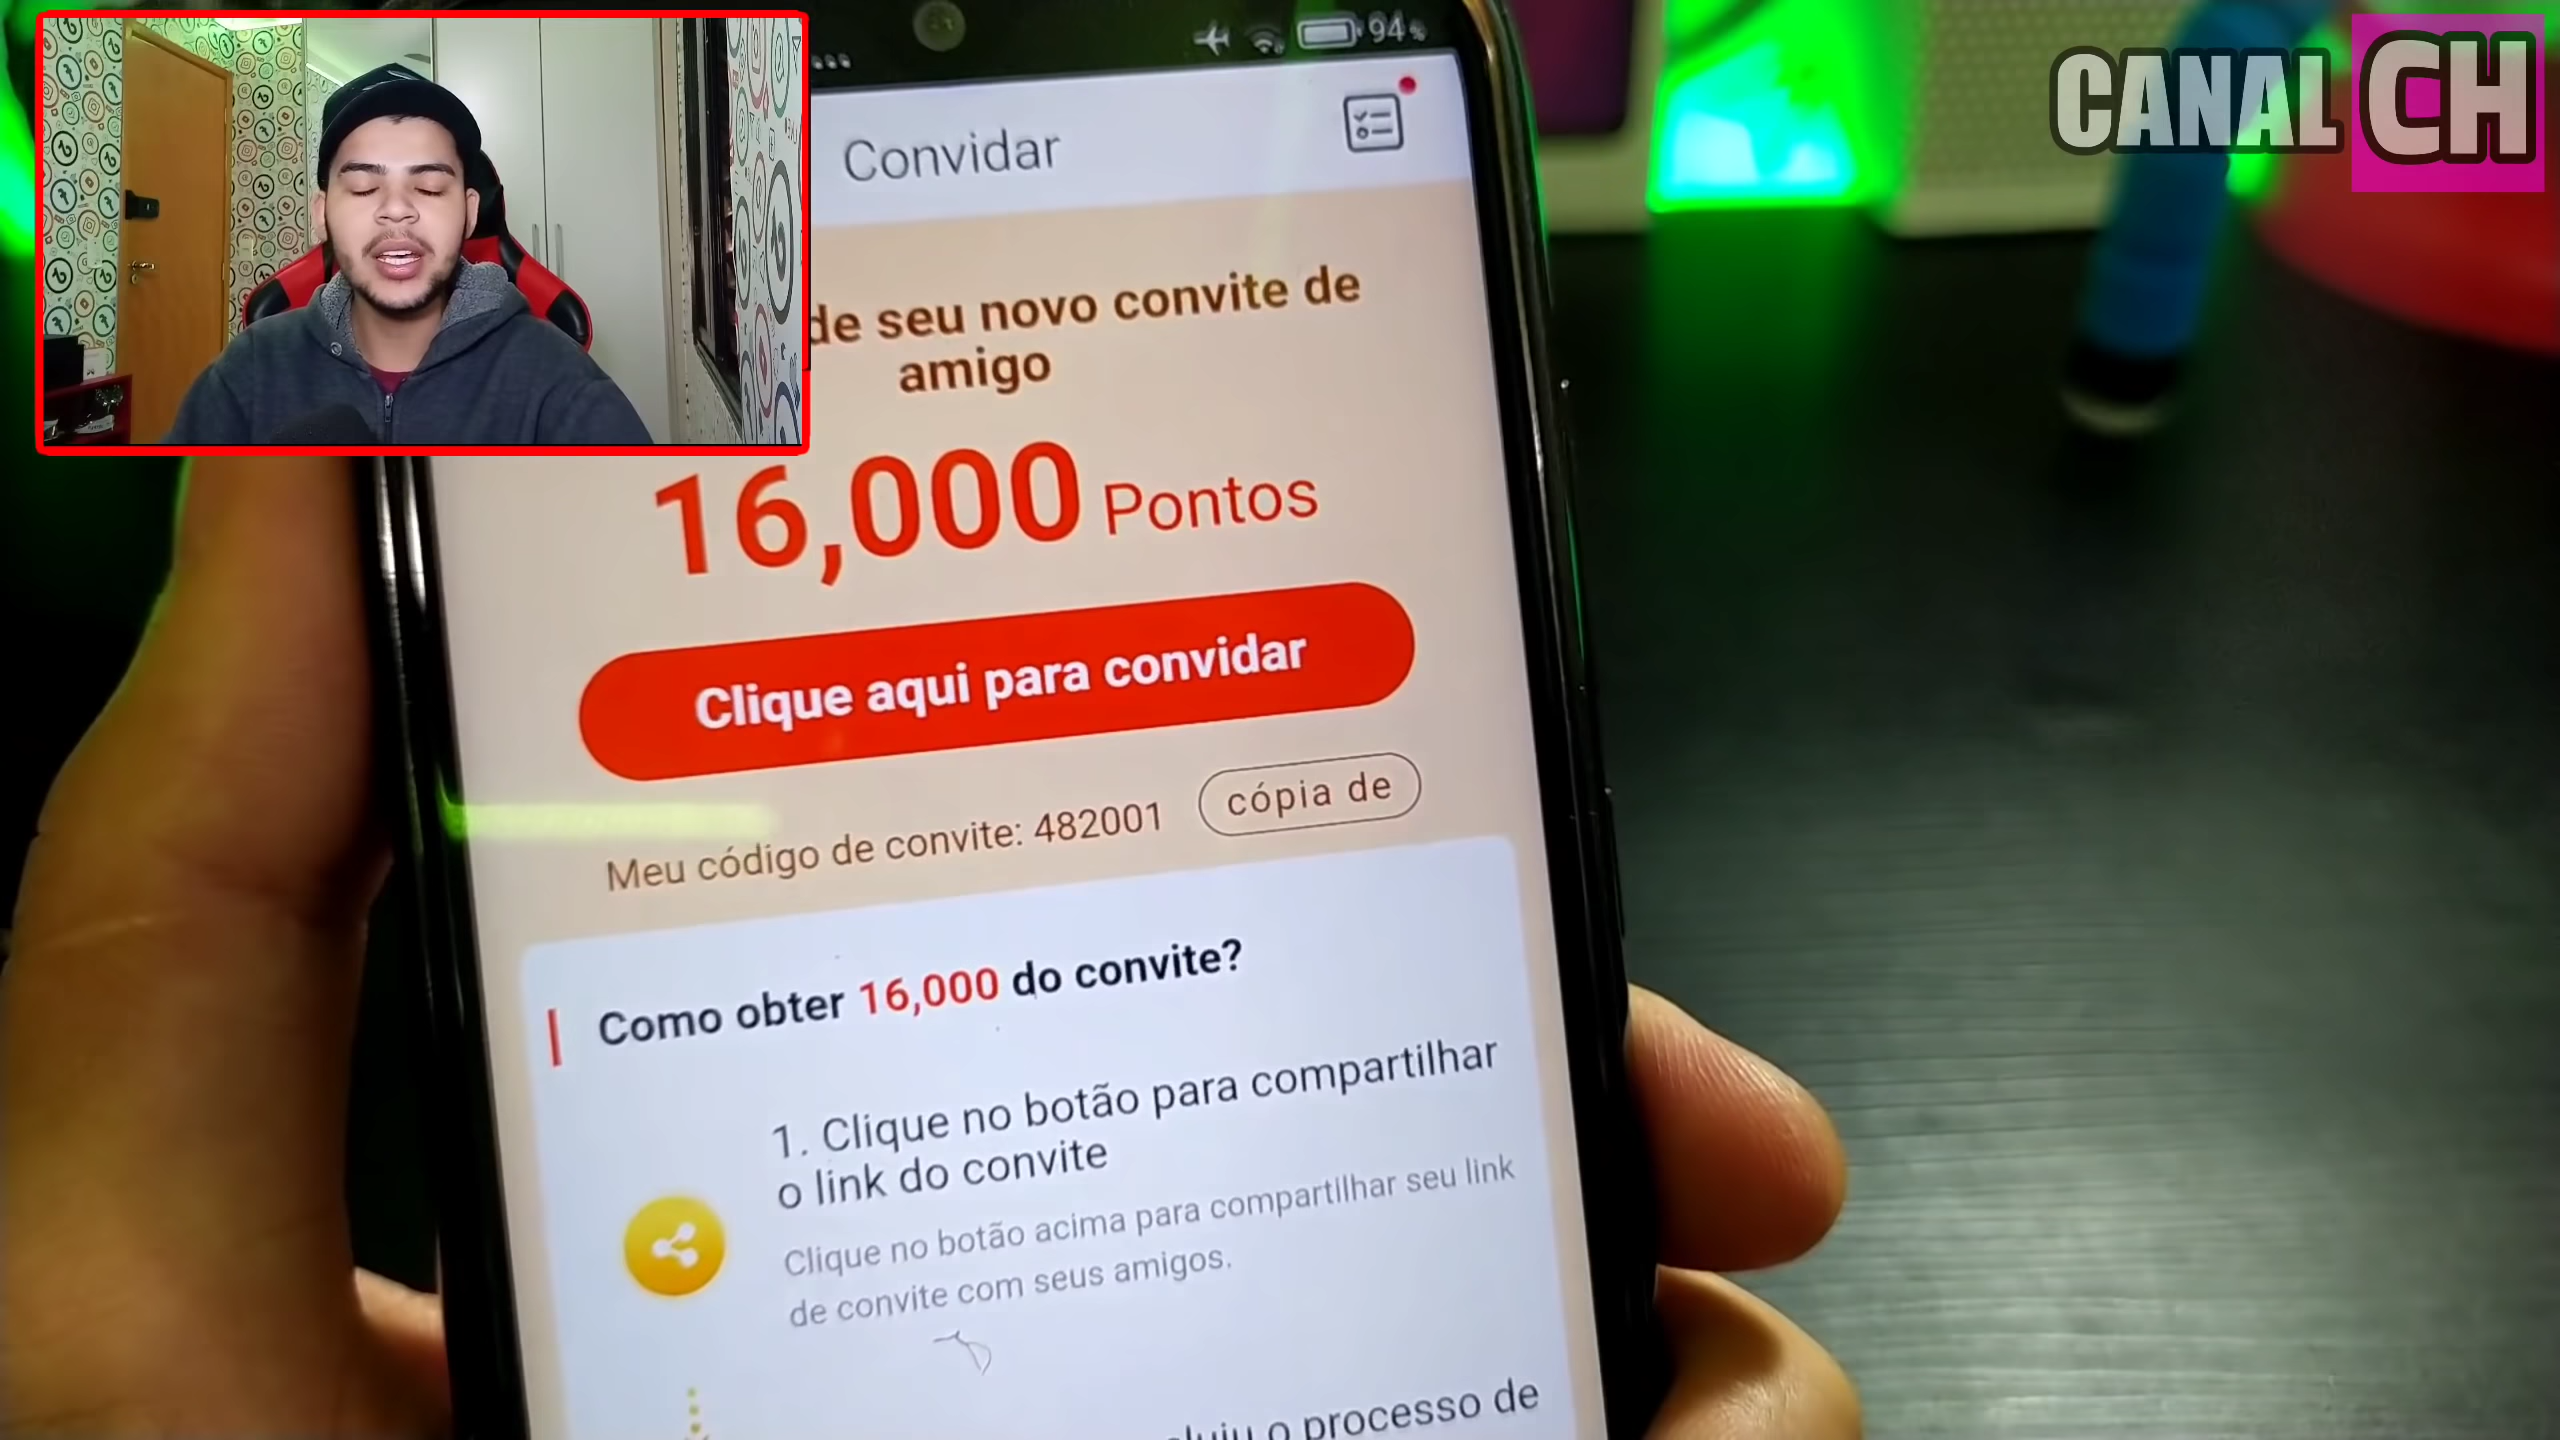 94%
CANAL CH
Convidar
de seu novo convite de
amigo
16,000 Pontos
Clique aqui para convidar
Meu código de convite: 482001
cópia de
Como obter 16,000 do convite?
1. Clique no botão para compartilhar
o link do convite
Clique no botão acima para compartilhar seu link
de convite com seus amigos.
o processo de